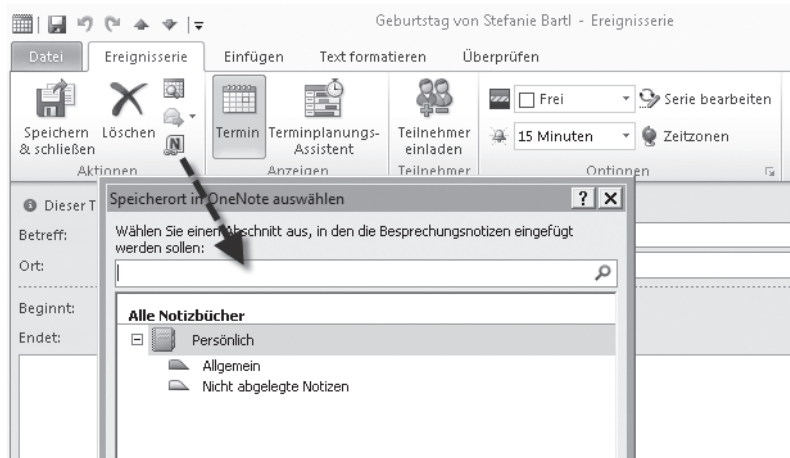 Geburtstag von Stefanie Bartl - Ereignisserie
Datei Ereignisserie Einfügen Text formatieren Überprüfen
Speichern & schließen
Löschen
Termin
Terminplanungs-Assistent
Teilnehmer einladen
Frei
Serie bearbeiten
15 Minuten
Zeitzonen
Aktionen Anzeigen Teilnehmer Optionen
Dieser T
Speicherort in OneNote auswählen
Betreff:
Wählen Sie einen Abschnitt aus, in den die Besprechungsnotizen eingefügt
werden sollen:
Ort:
Beginnt:
Alle Notizbücher
Endet:
Persönlich
Allgemein
Nicht abgelegte Notizen